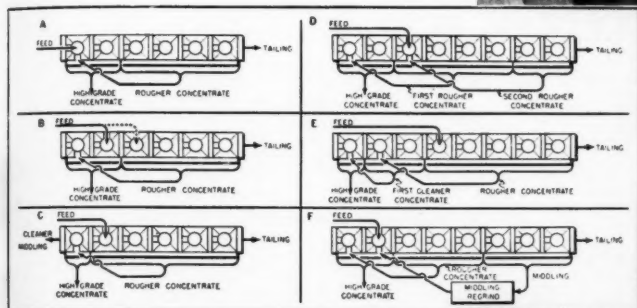 A
FEED
TAILING
HIGH GRADE
CONCENTRATE
ROUGHER CONCENTRATE
B
FEED
TAILING
HIGH-GRADE
CONCENTRATE
ROUGHER CONCENTRATE
C
FEED
CLEANER
MIDDLING
TAILING
HIGH GRADE
CONCENTRATE
ROUGHER CONCENTRATE
D
FEED
TAILING
HIGH GRADE
CONCENTRATE
FIRST ROUGHER
CONCENTRATE
SECOND ROUGHER
CONCENTRATE
E
FEED
TAILING
HIGH GRADE
CONCENTRATE
FIRST CLEANER
CONCENTRATE
ROUGHER CONCENTRATE
F
FEED
TAILING
ROUGHER
CONCENTRATE
MIDDLING
HIGH GRADE
CONCENTRATE
MIDDLING
REGRIND